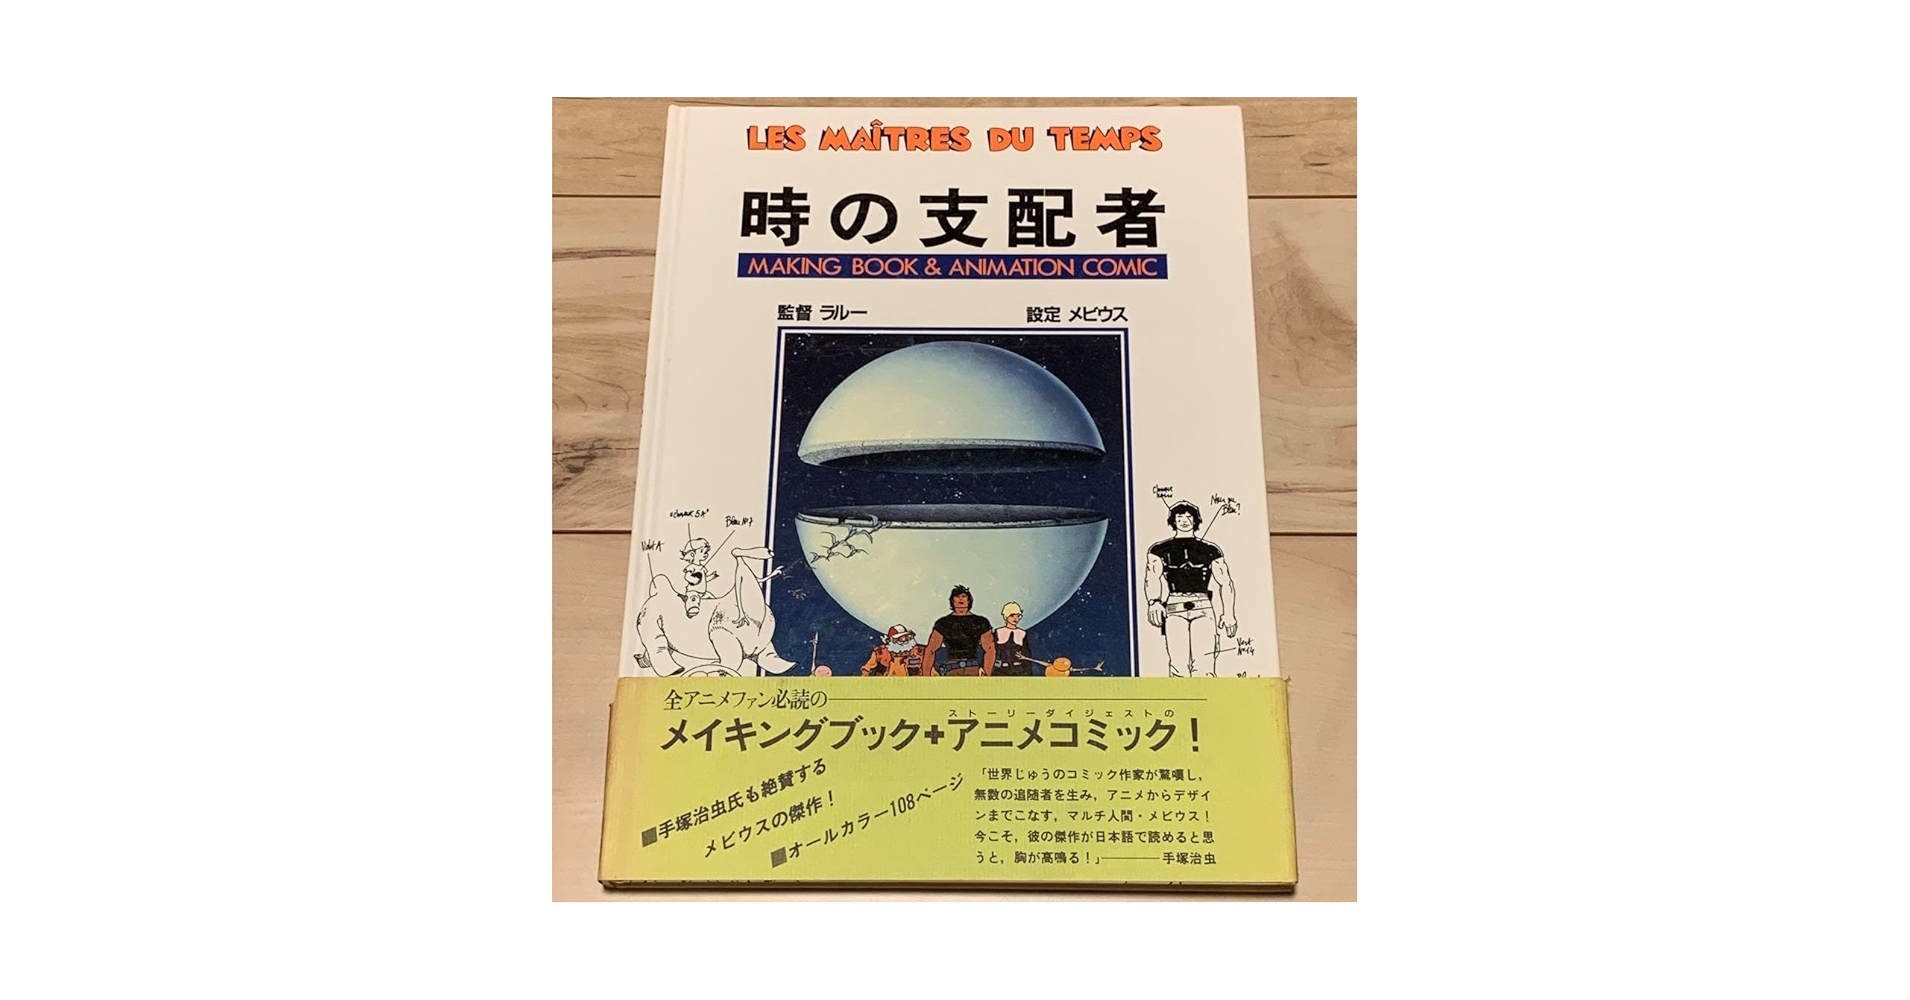 LES MAÎTRES DU TEMPS
時の支配者
MAKING BOOK & ANIMATION COMIC
監督 ラルー
設定 メビウス
Bleu Nº7
Vert A
Vert
Nº14
全アニメファン必読の
ストーリーダイジェストの
メイキングブック+アニメコミック!
■手塚治虫氏も絶賛する
メビウスの傑作!
■オールカラー108ページ
「世界じゅうのコミック作家が驚嘆し,
無数の追随者を生み,アニメからデザイ
ンまでこなす,マルチ人間・メビウス!
今こそ,彼の傑作が日本語で読めると思
うと,胸が高鳴る!」――手塚治虫